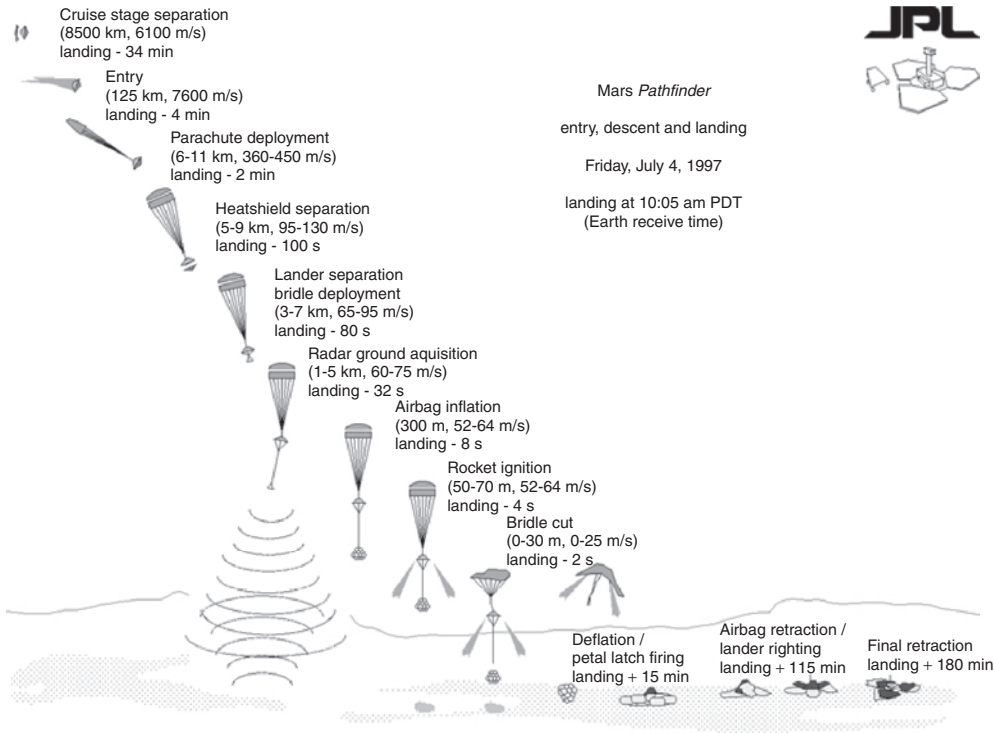 Cruise stage separation
(8500 km, 6100 m/s)
landing - 34 min
JPL
Entry
(125 km, 7600 m/s)
landing - 4 min
Mars Pathfinder
entry, descent and landing
Friday, July 4, 1997
landing at 10:05 am PDT
(Earth receive time)
Parachute deployment
(6-11 km, 360-450 m/s)
landing - 2 min
Heatshield separation
(5-9 km, 95-130 m/s)
landing - 100 s
Lander separation
bridle deployment
(3-7 km, 65-95 m/s)
landing - 80 s
Radar ground aquisition
(1-5 km, 60-75 m/s)
landing - 32 s
Airbag inflation
(300 m, 52-64 m/s)
landing - 8 s
Rocket ignition
(50-70 m, 52-64 m/s)
landing - 4 s
Bridle cut
(0-30 m, 0-25 m/s)
landing - 2 s
Deflation /
petal latch firing
landing + 15 min
Airbag retraction /
lander righting
landing + 115 min
Final retraction
landing + 180 min